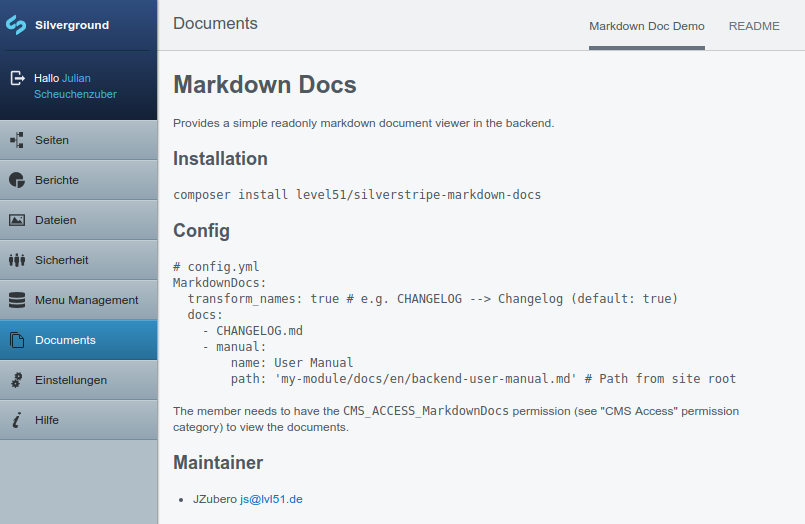 Silverground
Hallo Julian
Scheuchenzuber
Seiten
Berichte
Dateien
Sicherheit
Menu Management
Documents
Einstellungen
Hilfe
Documents
Markdown Doc Demo
README
Markdown Docs
Provides a simple readonly markdown document viewer in the backend.
Installation
composer install level51/silverstripe-markdown-docs
Config
# config.yml
MarkdownDocs:
  transform_names: true # e.g. CHANGELOG --> Changelog (default: true)
  docs:
    - CHANGELOG.md
    - manual:
        name: User Manual
        path: 'my-module/docs/en/backend-user-manual.md' # Path from site root
The member needs to have the CMS_ACCESS_MarkdownDocs permission (see "CMS Access" permission
category) to view the documents.
Maintainer
• JZubero js@lvl51.de